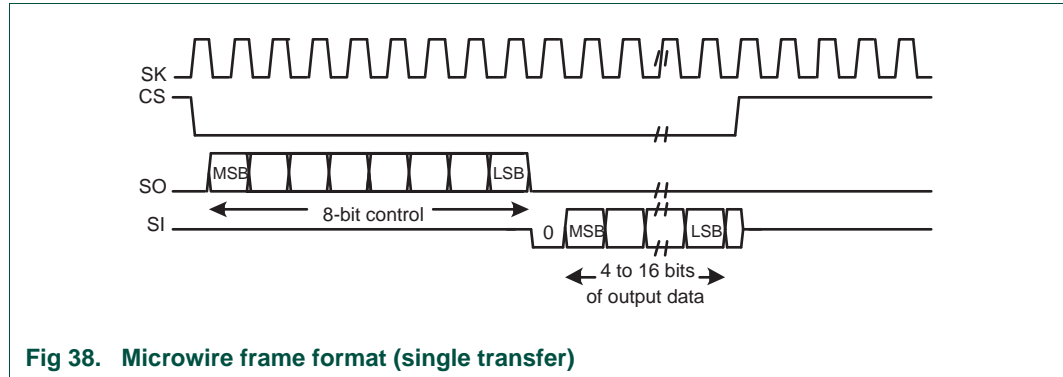 SK
CS
SO
MSB
LSB
8-bit control
SI
0
MSB
LSB
4 to 16 bits
of output data
Fig 38. Microwire frame format (single transfer)